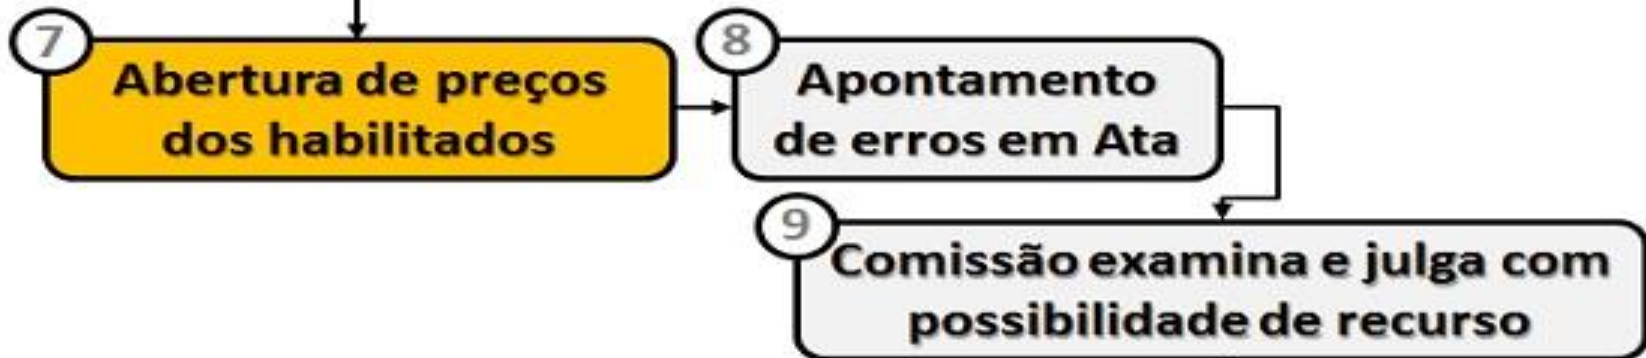 7
Abertura de preços
dos habilitados
8
Apontamento
de erros em Ata
9
Comissão examina e julga com
possibilidade de recurso